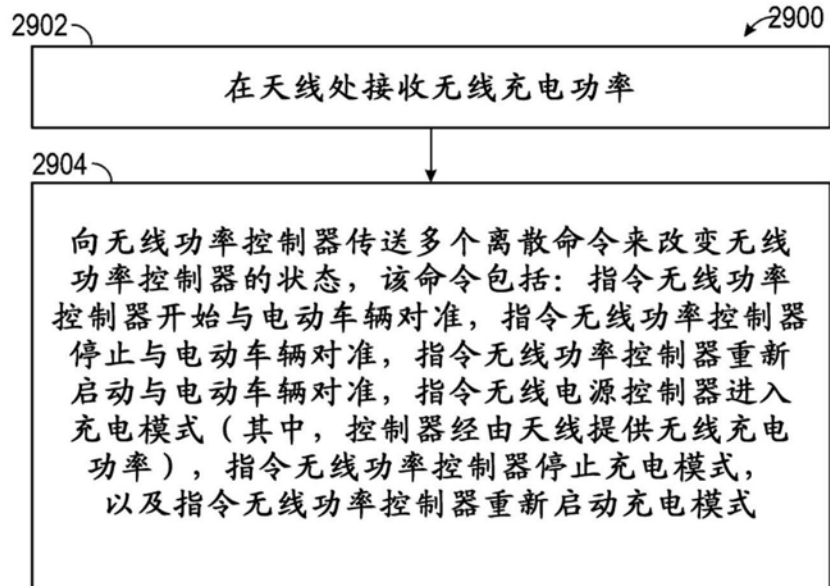 2902
2900
在天线处接收无线充电功率
2904
向无线功率控制器传送多个离散命令来改变无线
功率控制器的状态，该命令包括：指令无线功率
控制器开始与电动车辆对准，指令无线功率控制器
停止与电动车辆对准，指令无线功率控制器重新
启动与电动车辆对准，指令无线电源控制器进入
充电模式（其中，控制器经由天线提供无线充电
功率），指令无线功率控制器停止充电模式，
以及指令无线功率控制器重新启动充电模式